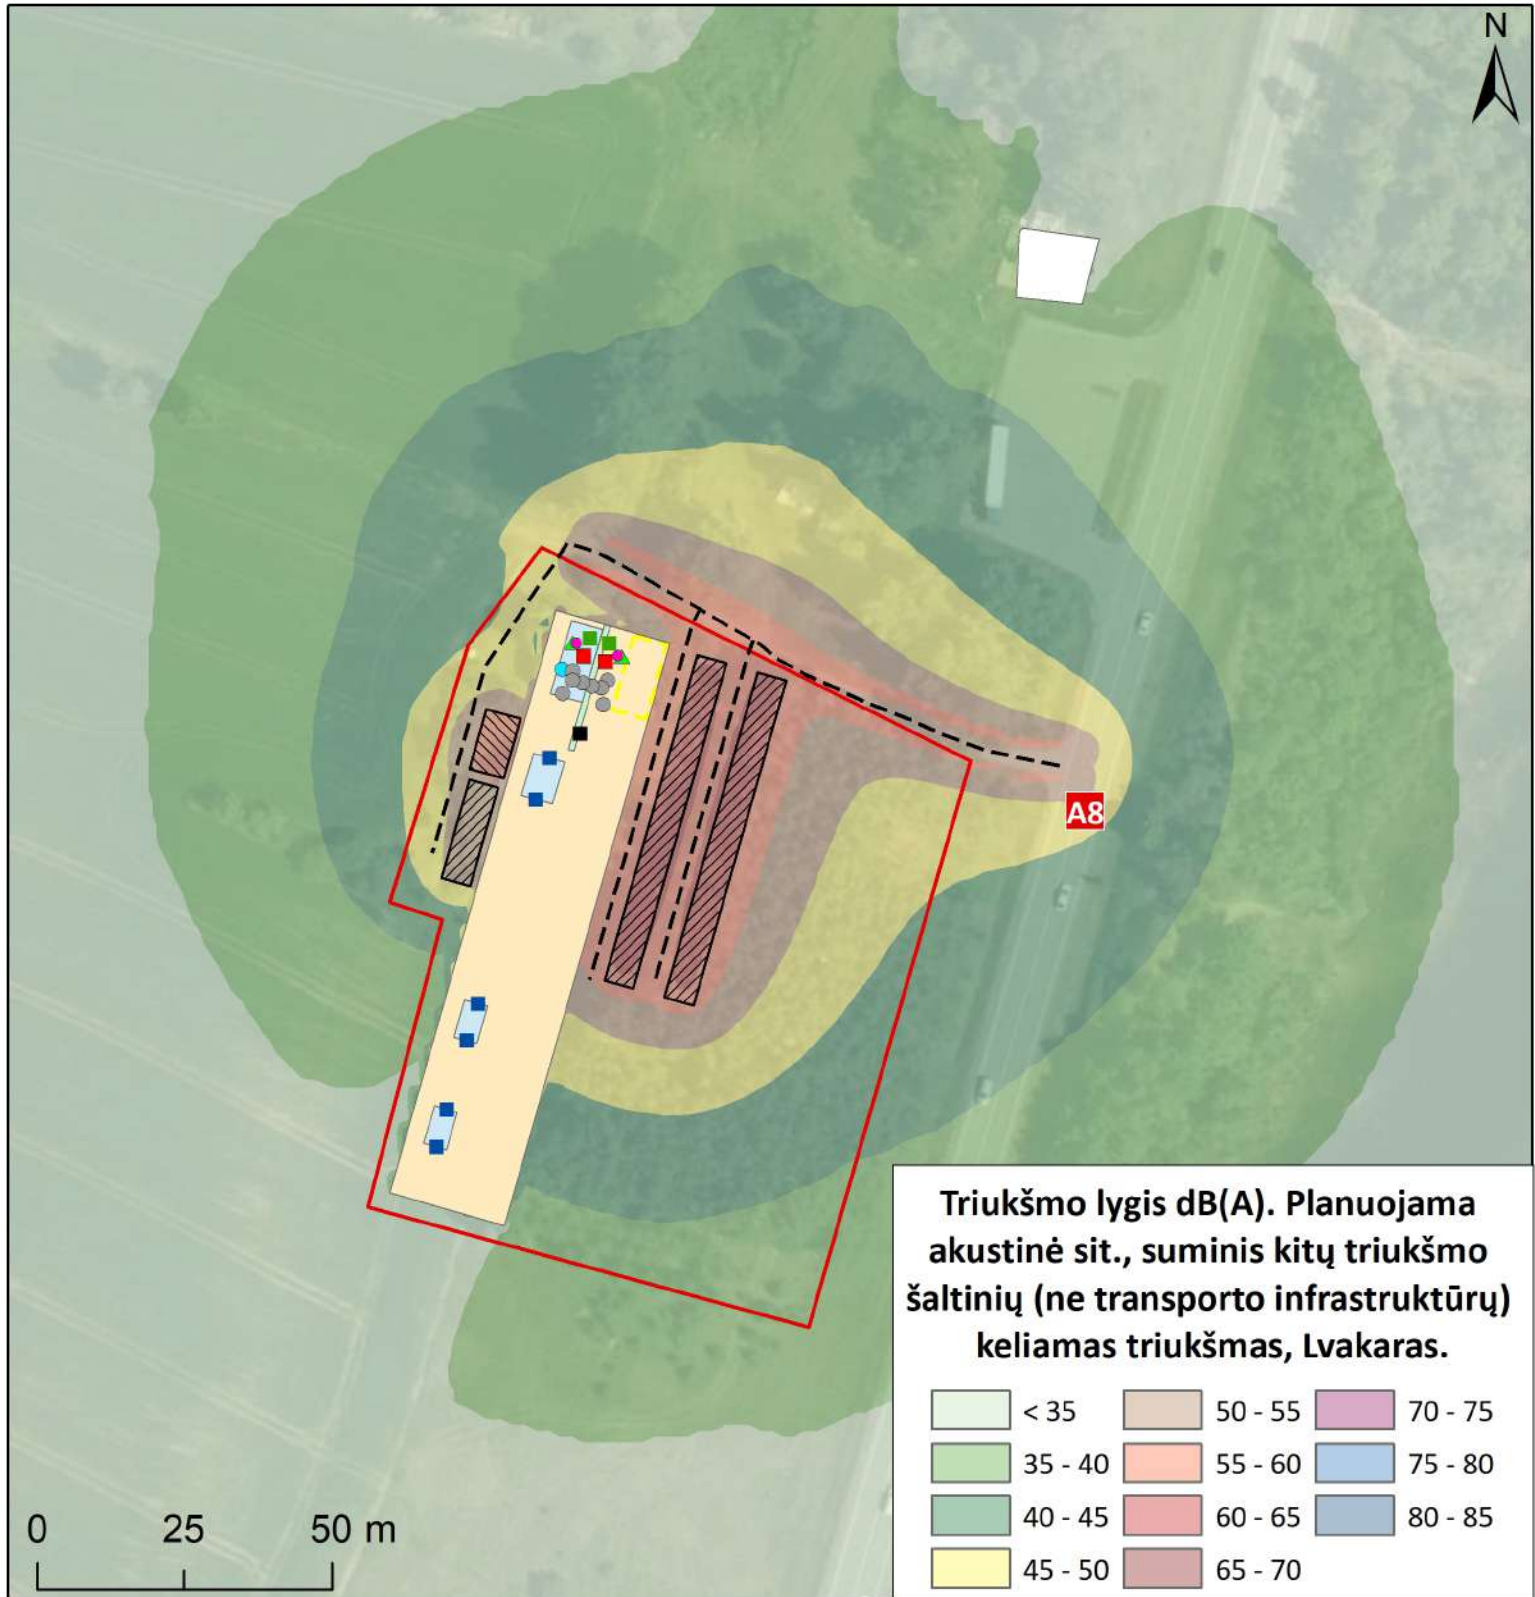 N
A8
Triukšmo lygis dB(A). Planuojama
akustinė sit., suminis kitų triukšmo
šaltinių (ne transporto infrastruktūrų)
keliamas triukšmas, Lvakaras.
< 35
50 - 55
70 - 75
35 - 40
55 - 60
75 - 80
40 - 45
60 - 65
80 - 85
45 - 50
65 - 70
0 25 50 m